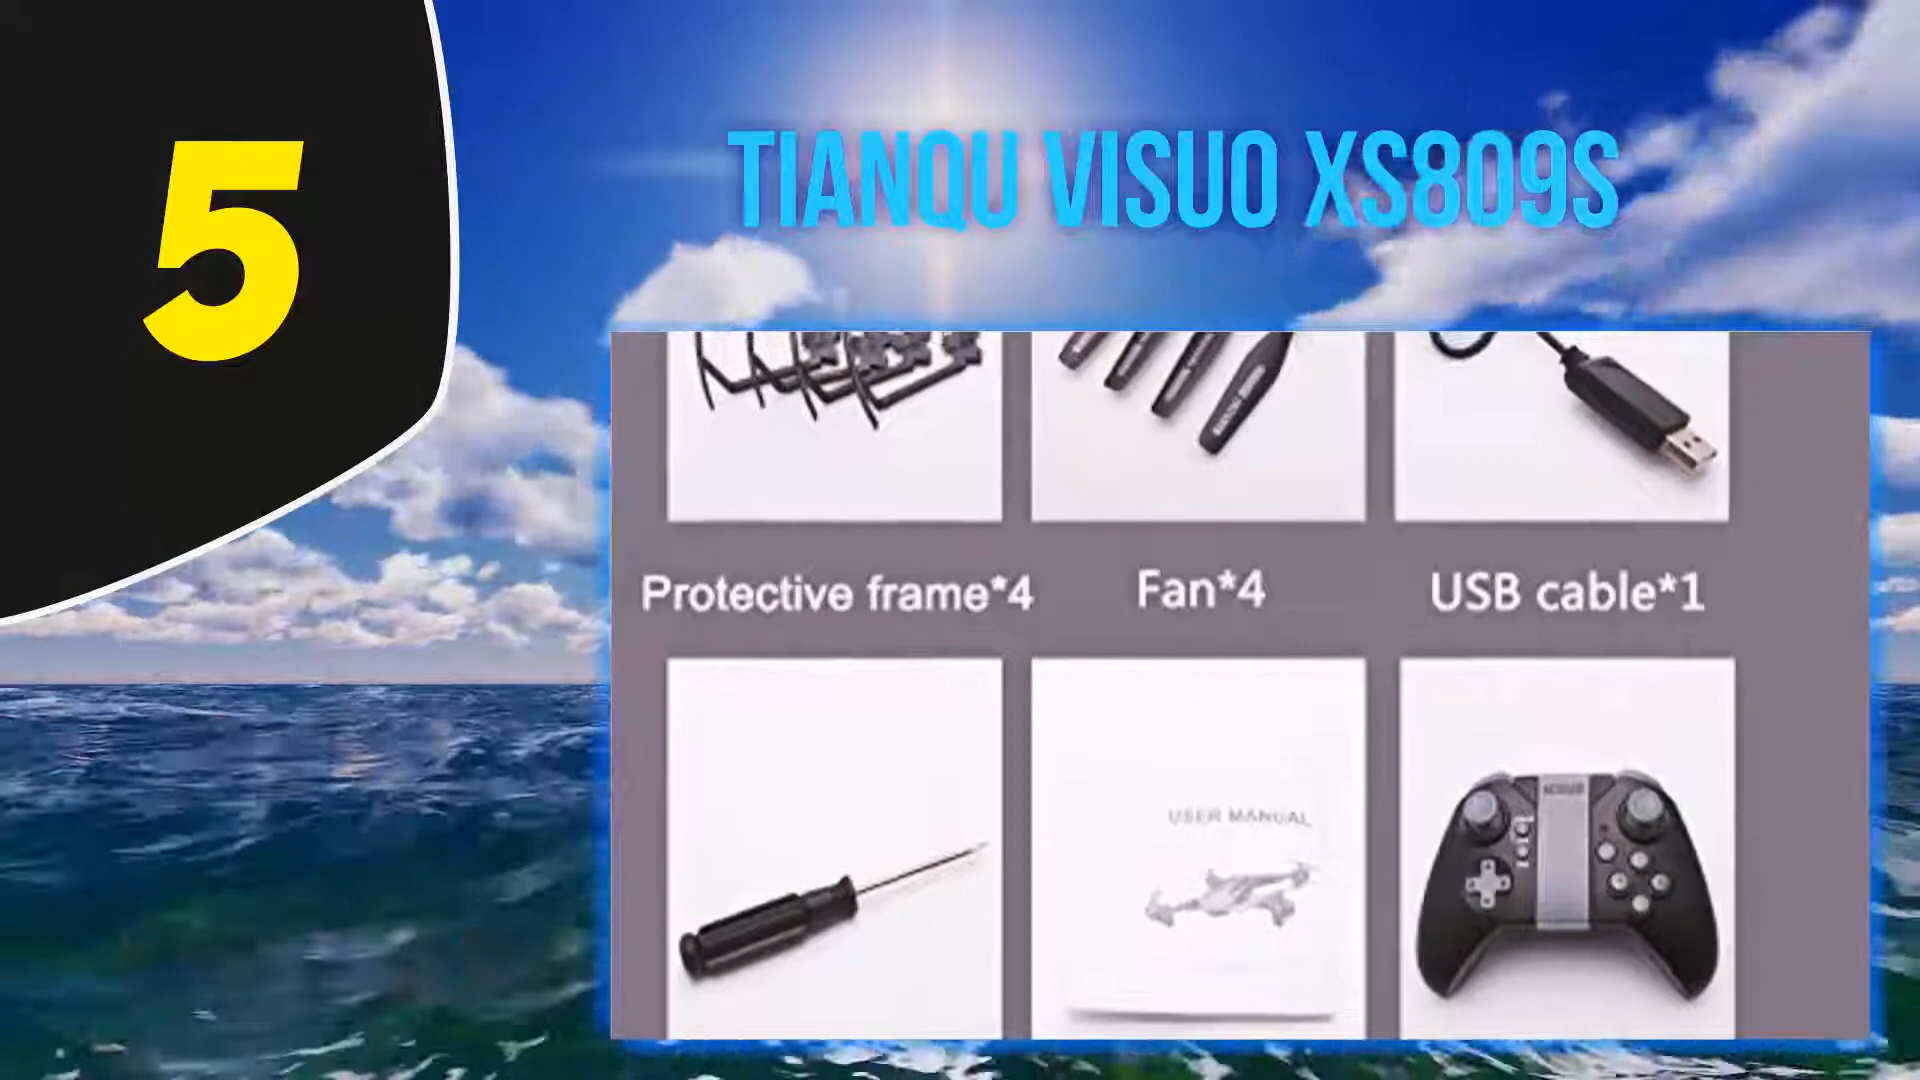 5
TIANQU VISUO XS809S
Protective frame*4
Fan*4
USB cable*1
USER MANUAL